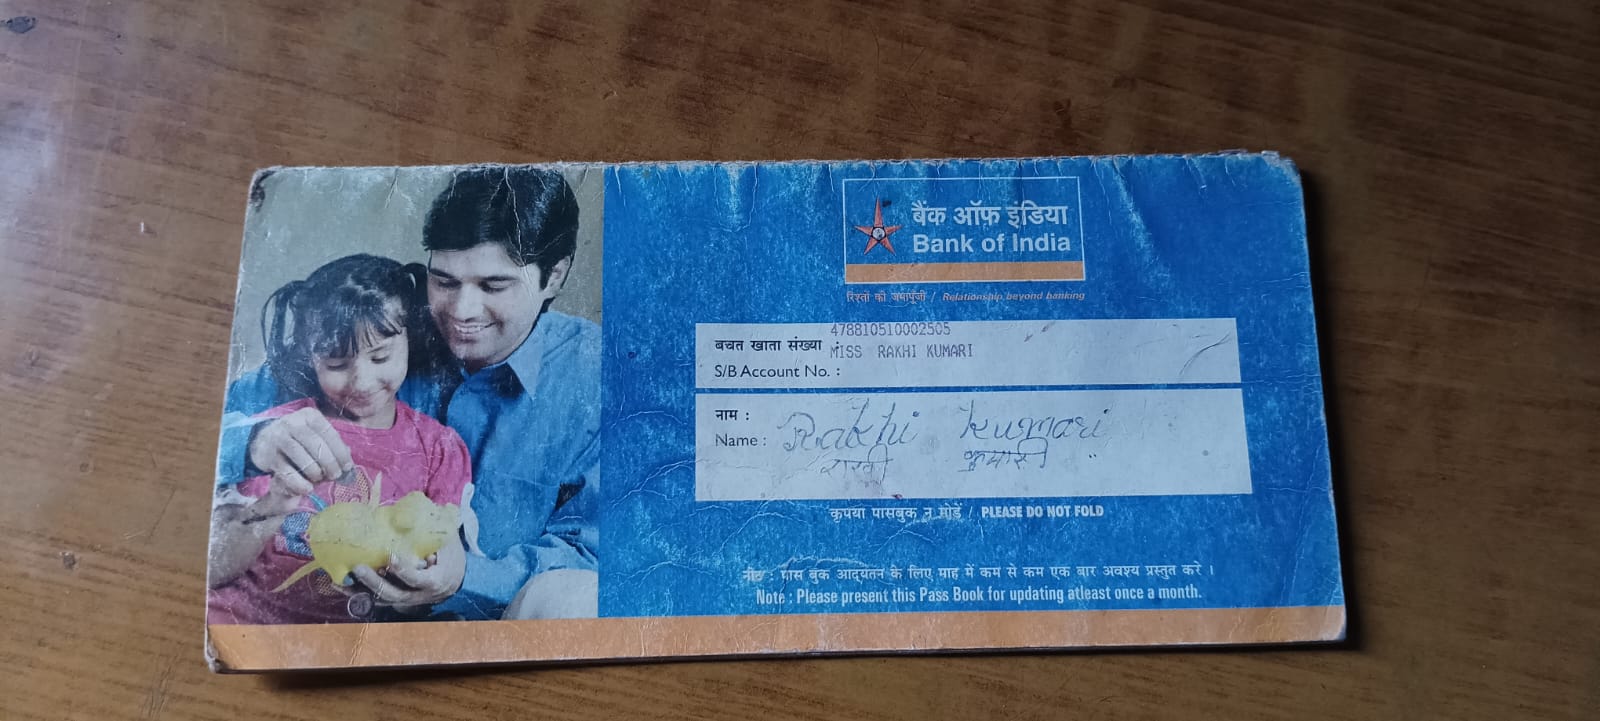 बैंक ऑफ़ इंडिया
Bank of India
रिश्तों की जमापूंजी / Relationship beyond banking
478810510002505
बचत खाता संख्या :
MISS RAKHI KUMARI
S/B Account No. :
नाम :
Name : Rakhi Kumari
राखी कुमारी
कृपया पासबुक न मोड़ें / PLEASE DO NOT FOLD
नोट : पास बुक आद्यतन के लिए माह में कम से कम एक बार अवश्य प्रस्तुत करे ।
Note : Please present this Pass Book for updating atleast once a month.